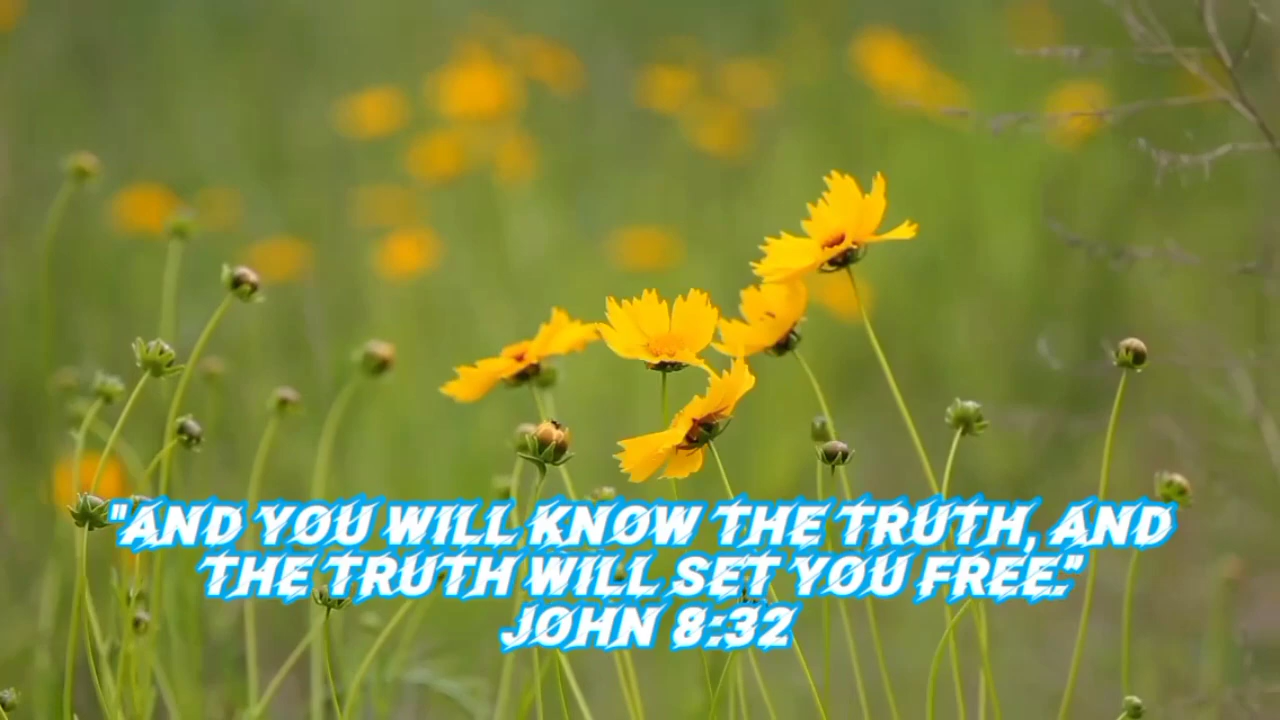 "AND YOU WILL KNOW THE TRUTH, AND
THE TRUTH WILL SET YOU FREE."
JOHN 8:32